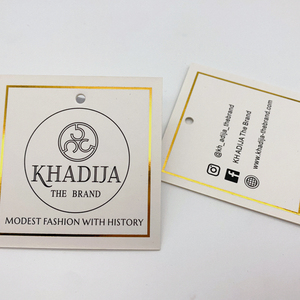 KHADIJA
THE BRAND
MODEST FASHION WITH HISTORY
@kh_adija_thebrand
KHADIJA The Brand
www.khadija-thebrand.com